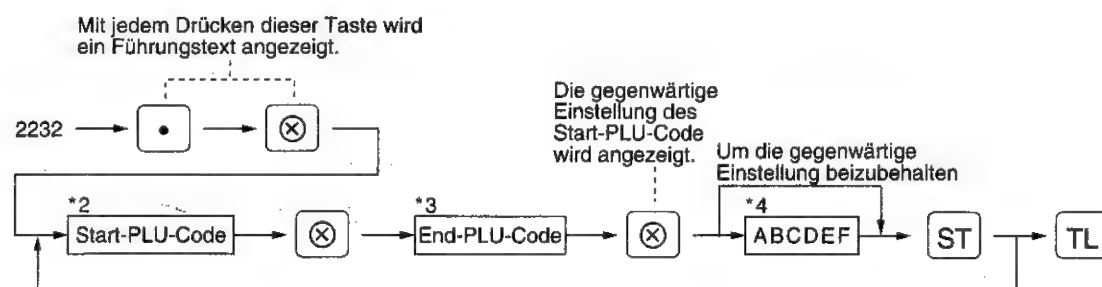 Mit jedem Drücken dieser Taste wird
ein Führungstext angezeigt.
Die gegenwärtige
Einstellung des
Start-PLU-Code
wird angezeigt.
2232 • ⊗
Um die gegenwärtige
Einstellung beizubehalten
*2 *3 *4
Start-PLU-Code ⊗ End-PLU-Code ⊗ ABCDEF ST TL